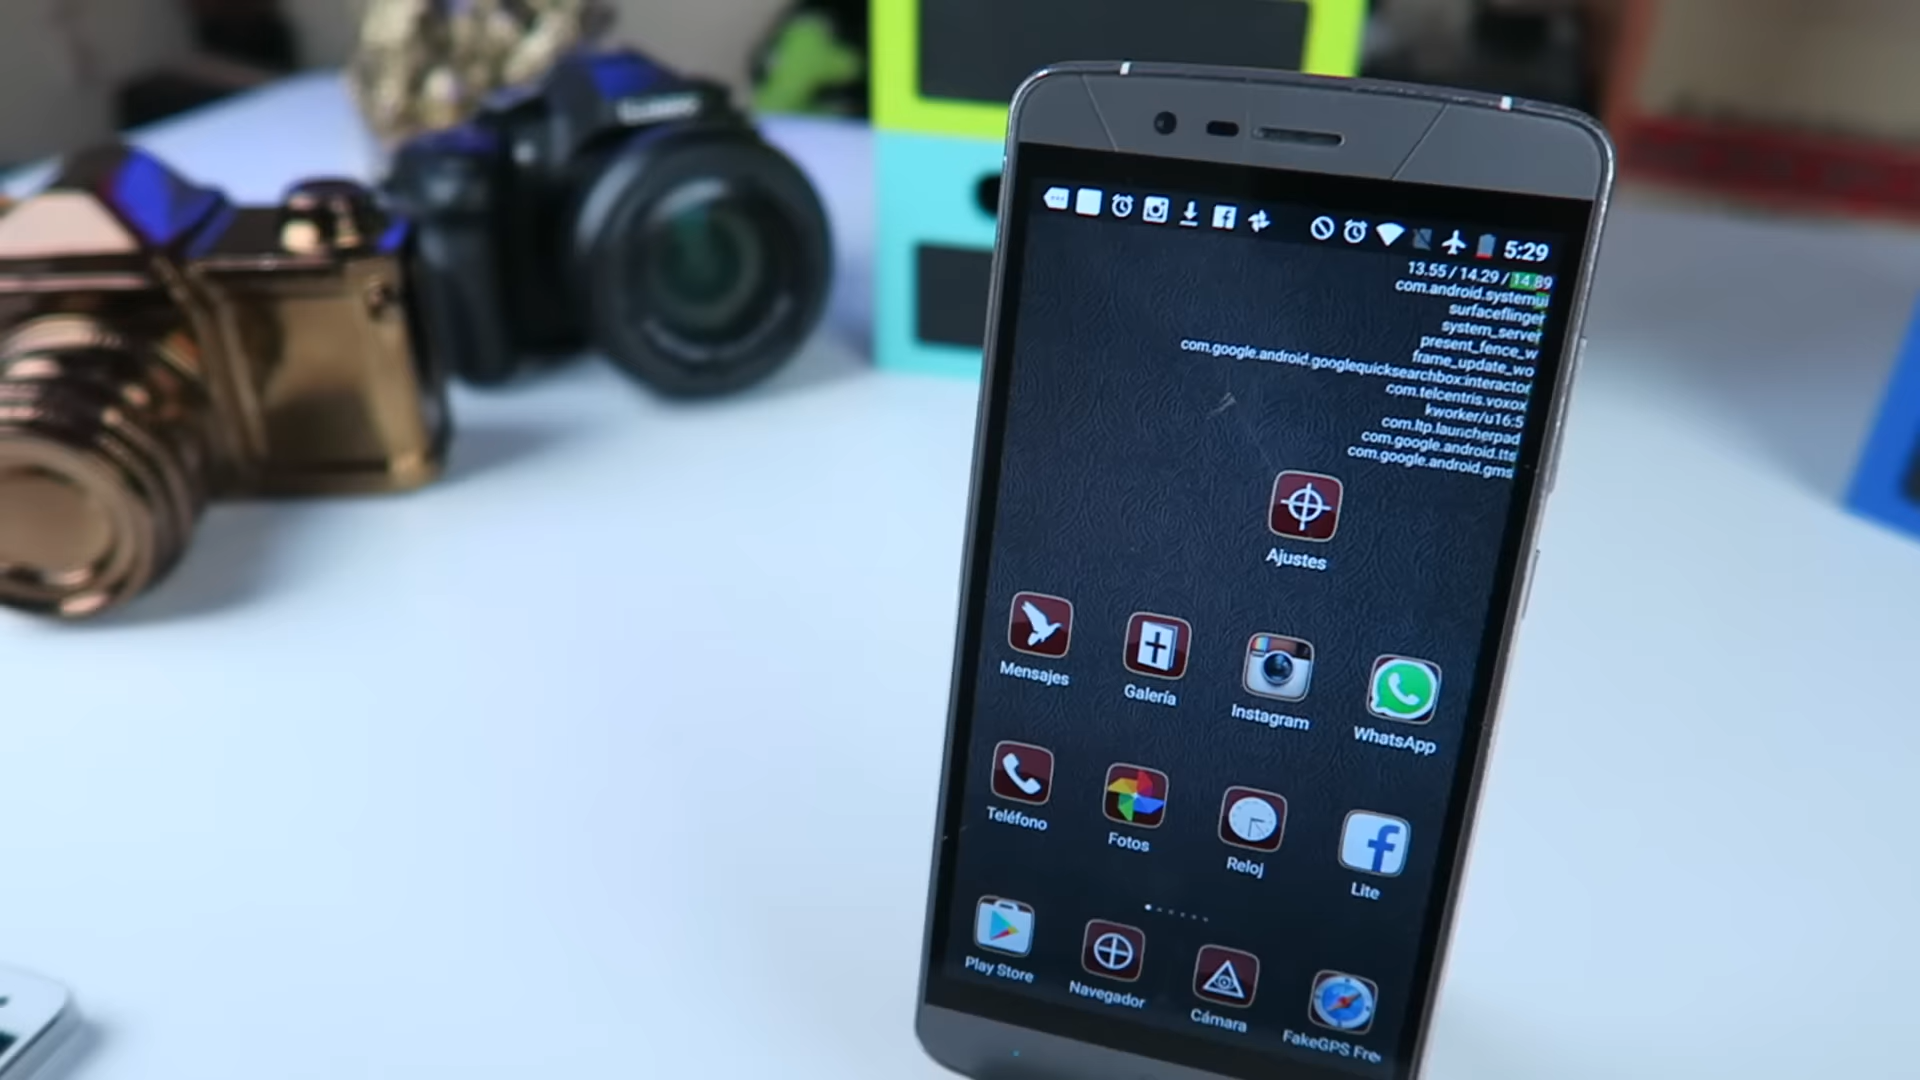 5:29
13.55 / 14.29 / 14.89
com.android.systemui
surfaceflinger
system_server
present_fence_w
frame_update_wo
com.google.android.googlequicksearchbox:interactor
com.telcentris.voxox
kworker/u16:5
com.ltp.launcherpad
com.google.android.tts
com.google.android.gms
Ajustes
Mensajes
Galería
Instagram
WhatsApp
Teléfono
Fotos
Reloj
Lite
Play Store
Navegador
Cámara
FakeGPS Fre